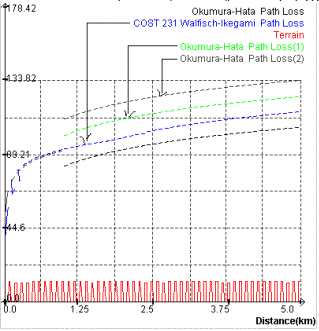 178.42
Okumura-Hata Path Loss
COST 231 Walfisch-Ikegami Path Loss
Terrain
Okumura-Hata Path Loss(1)
Okumura-Hata Path Loss(2)
133.82
89.21
44.6
0.0
0.0 1.25 2.5 3.75 5.0
Distance(km)